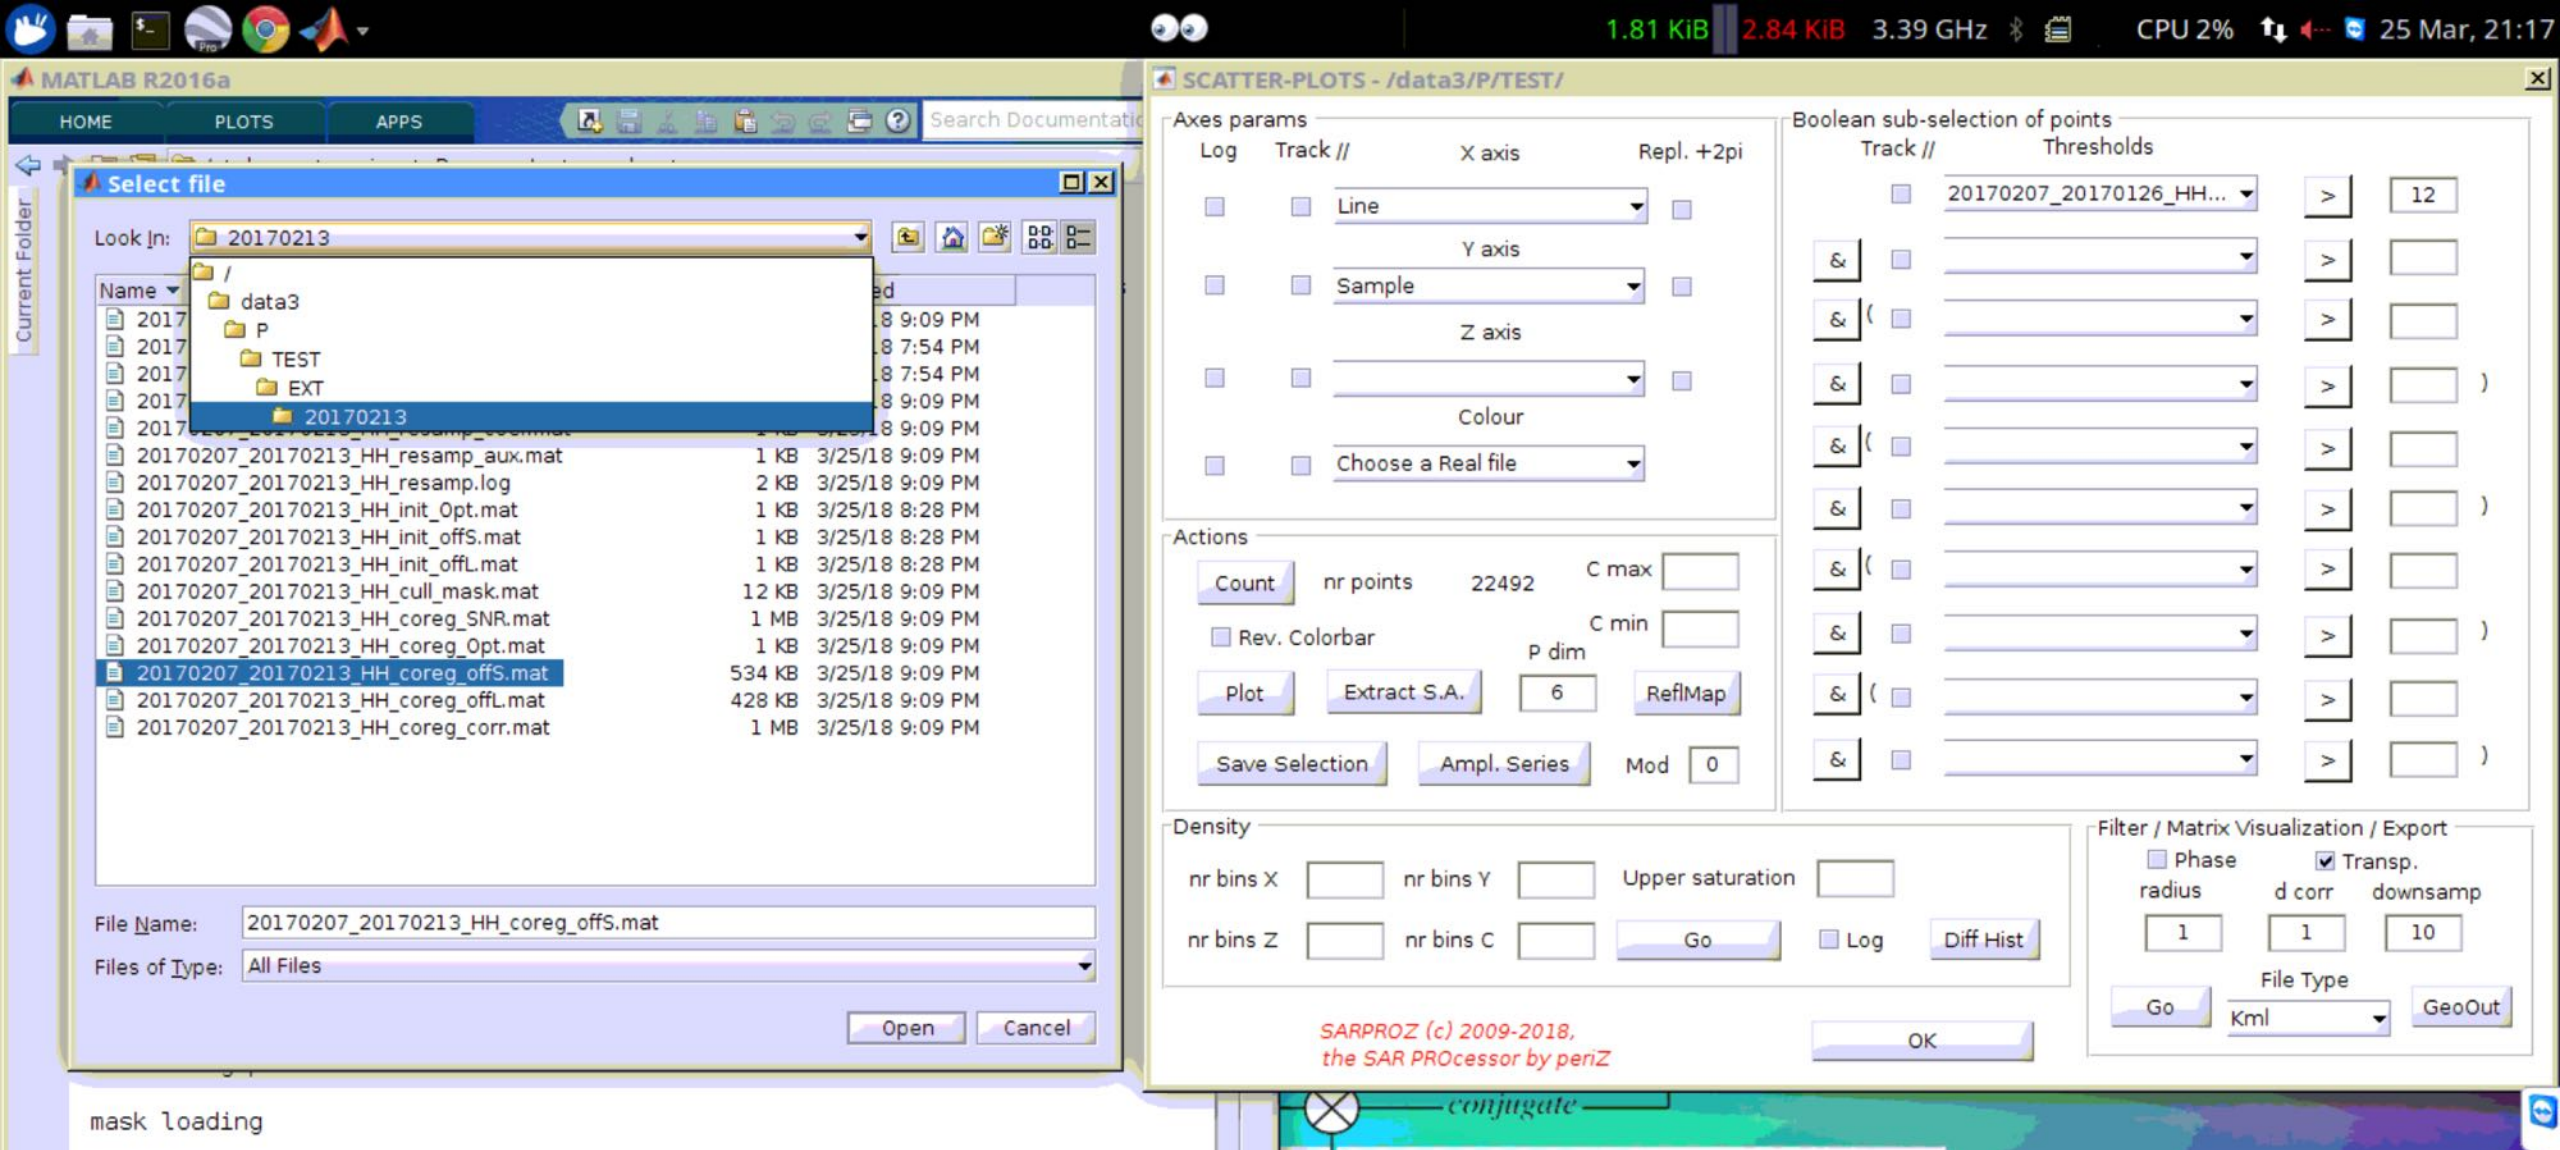 1.81 KiB 2.84 KiB 3.39 GHz CPU 2% 25 Mar, 21:17
MATLAB R2016a
HOME PLOTS APPS Search Documentatio
Current Folder
Select file
Look In: 20170213
/
data3
P
TEST
EXT
20170213
Name
2017 8 9:09 PM
2017 8 7:54 PM
2017 8 7:54 PM
2017 8 9:09 PM
2017 8 9:09 PM
20170207_20170213_HH_resamp_aux.mat 1 KB 3/25/18 9:09 PM
20170207_20170213_HH_resamp.log 2 KB 3/25/18 9:09 PM
20170207_20170213_HH_init_Opt.mat 1 KB 3/25/18 8:28 PM
20170207_20170213_HH_init_offS.mat 1 KB 3/25/18 8:28 PM
20170207_20170213_HH_init_offL.mat 1 KB 3/25/18 8:28 PM
20170207_20170213_HH_cull_mask.mat 12 KB 3/25/18 9:09 PM
20170207_20170213_HH_coreg_SNR.mat 1 MB 3/25/18 9:09 PM
20170207_20170213_HH_coreg_Opt.mat 1 KB 3/25/18 9:09 PM
20170207_20170213_HH_coreg_offS.mat 534 KB 3/25/18 9:09 PM
20170207_20170213_HH_coreg_offL.mat 428 KB 3/25/18 9:09 PM
20170207_20170213_HH_coreg_corr.mat 1 MB 3/25/18 9:09 PM
File Name: 20170207_20170213_HH_coreg_offS.mat
Files of Type: All Files
Open Cancel
mask loading
SCATTER-PLOTS - /data3/P/TEST/
Axes params
Log Track // X axis Repl. +2pi
Line
Y axis
Sample
Z axis
Colour
Choose a Real file
Actions
Count nr points 22492 C max
Rev. Colorbar C min
P dim
Plot Extract S.A. 6 ReflMap
Save Selection Ampl. Series Mod 0
Boolean sub-selection of points
Track // Thresholds
20170207_20170126_HH... > 12
& >
& ( >
& > )
& ( >
& > )
& ( >
& > )
& ( >
& > )
Density
nr bins X nr bins Y Upper saturation
nr bins Z nr bins C Go Log Diff Hist
Filter / Matrix Visualization / Export
Phase Transp.
radius d corr downsamp
1 1 10
File Type
Go Kml GeoOut
SARPROZ (c) 2009-2018,
the SAR PROcessor by periZ
OK
conjugate